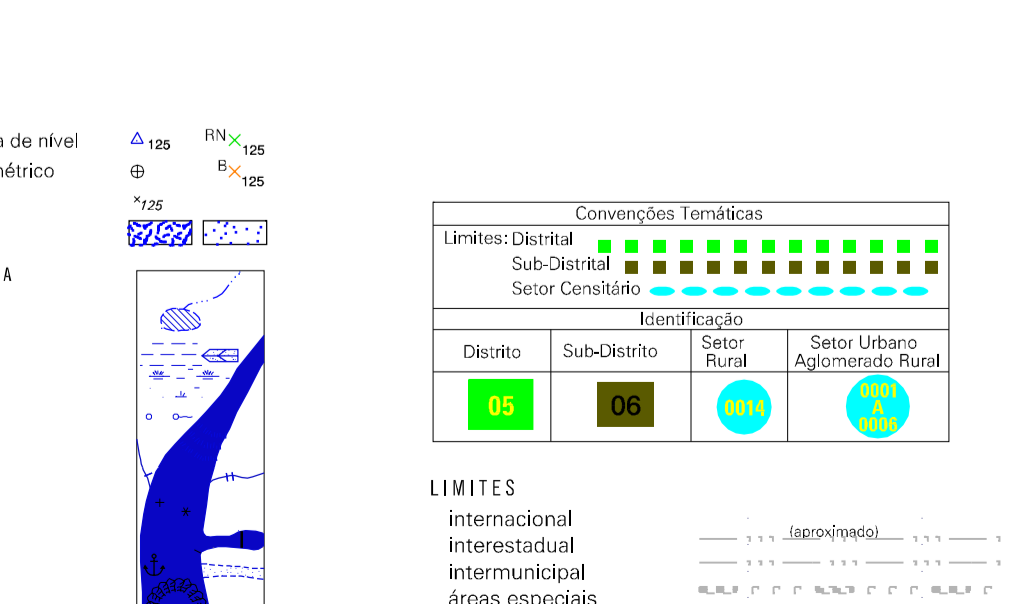 de nível
125
RN
125
B
125
125
A
Convenções Temáticas
Limites: Distrital
Sub-Distrital
Setor Censitário
Identificação
Distrito
Sub-Distrito
Setor
Rural
Setor Urbano
Aglomerado Rural
05
06
0014
0001
A
0006
LIMITES
internacional
(aproximado)
interestadual
intermunicipal
áreas especiais